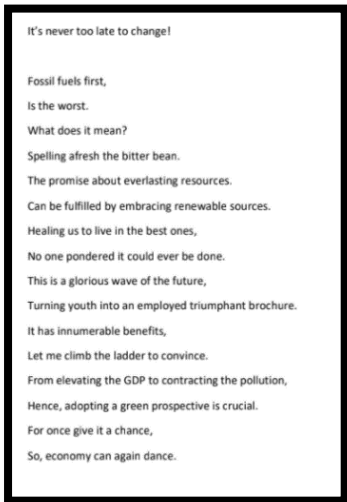 It's never too late to change!
Fossil fuels first,
Is the worst.
What does it mean?
Spelling afresh the bitter bean.
The promise about everlasting resources.
Can be fulfilled by embracing renewable sources.
Healing us to live in the best ones,
No one pondered it could ever be done.
This is a glorious wave of the future,
Turning youth into an employed triumphant brochure.
It has innumerable benefits,
Let me climb the ladder to convince.
From elevating the GDP to contracting the pollution,
Hence, adopting a green prospective is crucial.
For once give it a chance,
So, economy can again dance.